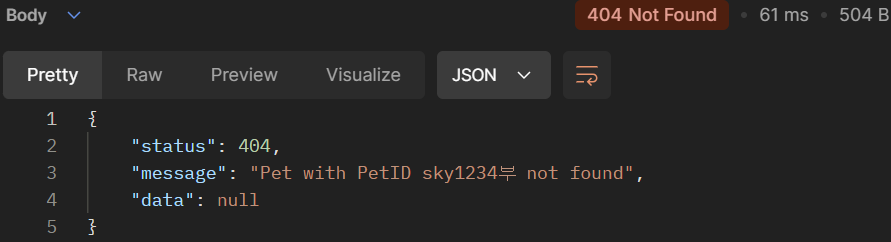 Body 404 Not Found • 61 ms • 504 B
Pretty Raw Preview Visualize JSON
1 {
2 "status": 404,
3 "message": "Pet with PetID sky1234부 not found",
4 "data": null
5 }